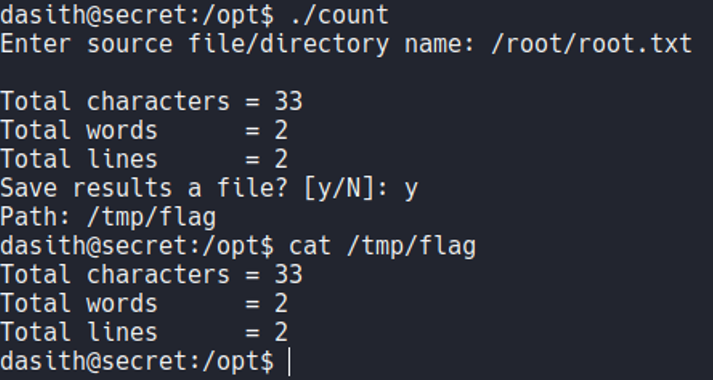 dasith@secret:/opt$ ./count
Enter source file/directory name: /root/root.txt

Total characters = 33
Total words      = 2
Total lines      = 2
Save results a file? [y/N]: y
Path: /tmp/flag
dasith@secret:/opt$ cat /tmp/flag
Total characters = 33
Total words      = 2
Total lines      = 2
dasith@secret:/opt$